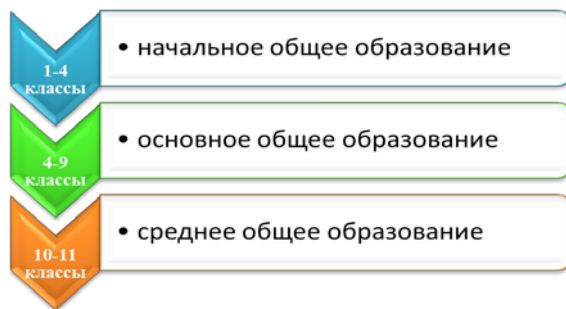 1-4
классы
• начальное общее образование
4-9
классы
• основное общее образование
10-11
классы
• среднее общее образование